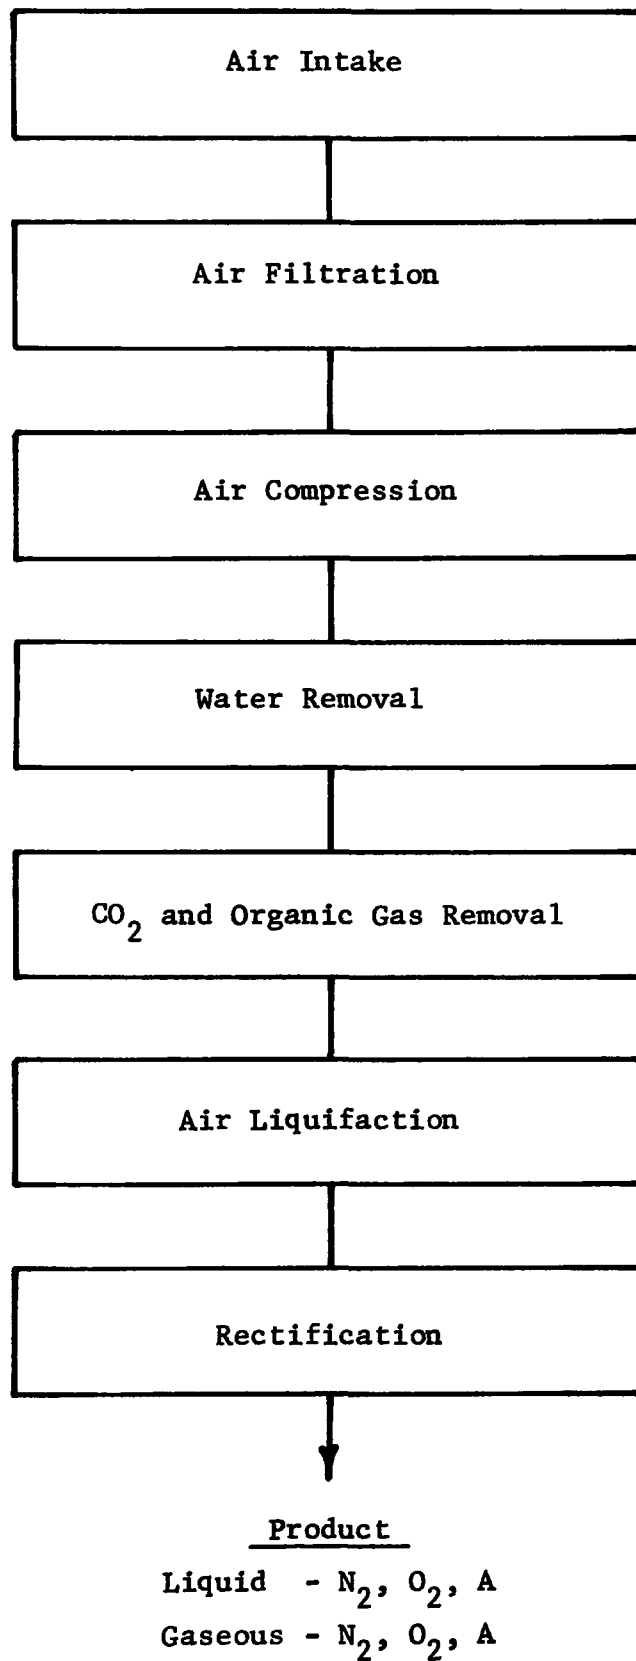 Air Intake
Air Filtration
Air Compression
Water Removal
CO₂ and Organic Gas Removal
Air Liquifaction
Rectification
Product
Liquid - N₂, O₂, A
Gaseous - N₂, O₂, A